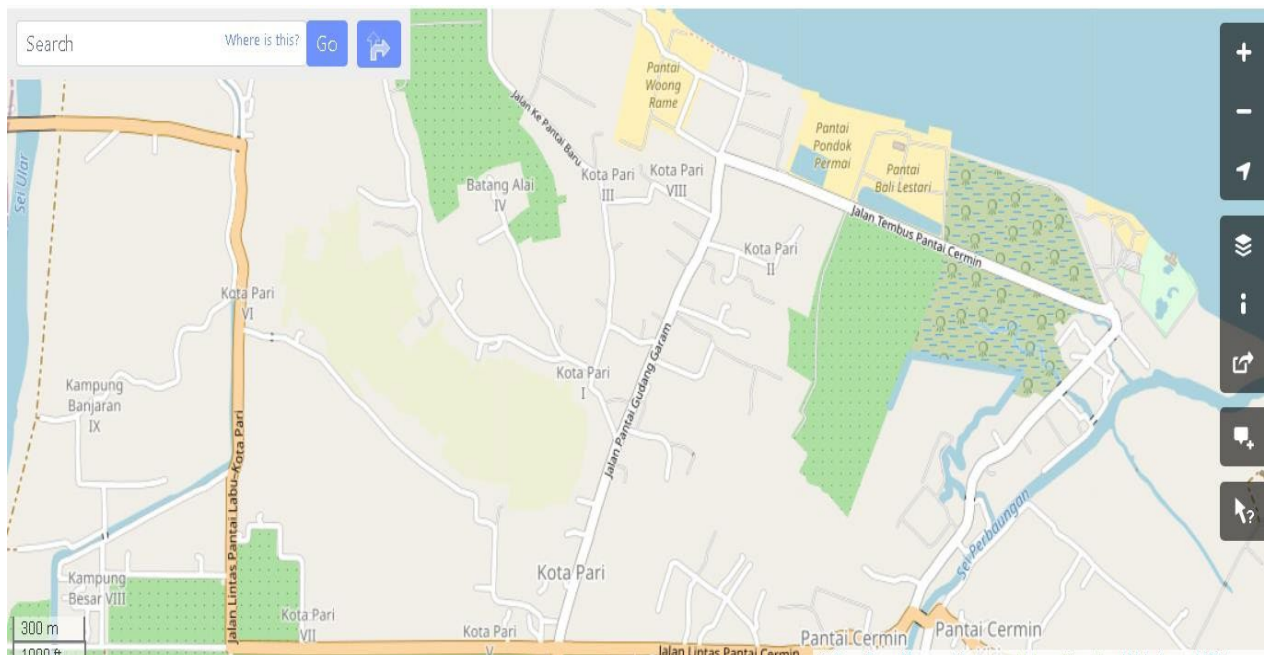 Search
Where is this?
Go
Pantai
Woong
Rame
Jalan Ke Pantai Baru
Pantai
Pondok
Permai
Pantai
Bali Lestari
Sei Ular
Batang Alai
IV
Kota Pari
III
Kota Pari
VIII
Jalan Tembus Pantai Cermin
Kota Pari
II
Kota Pari
VI
Kampung
Banjaran
IX
Kota Pari
I
Jalan Pantai Gudang Garam
Jalan Lintas Pantai Labu-Kota Pari
Sei Perbaungan
Kampung
Besar VIII
Kota Pari
Kota Pari
VII
Kota Pari
V
Pantai Cermin
Pantai Cermin
Jalan Lintas Pantai Cermin
300 m
1000 ft